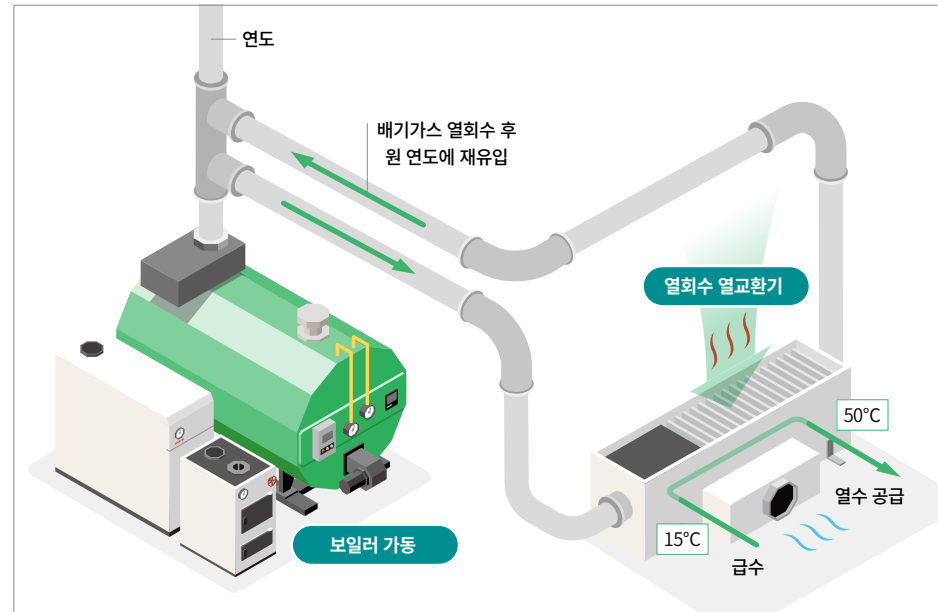 연도
배기가스 열회수 후
원 연도에 재유입
열회수 열교환기
50°C
열수 공급
15°C
급수
보일러 가동